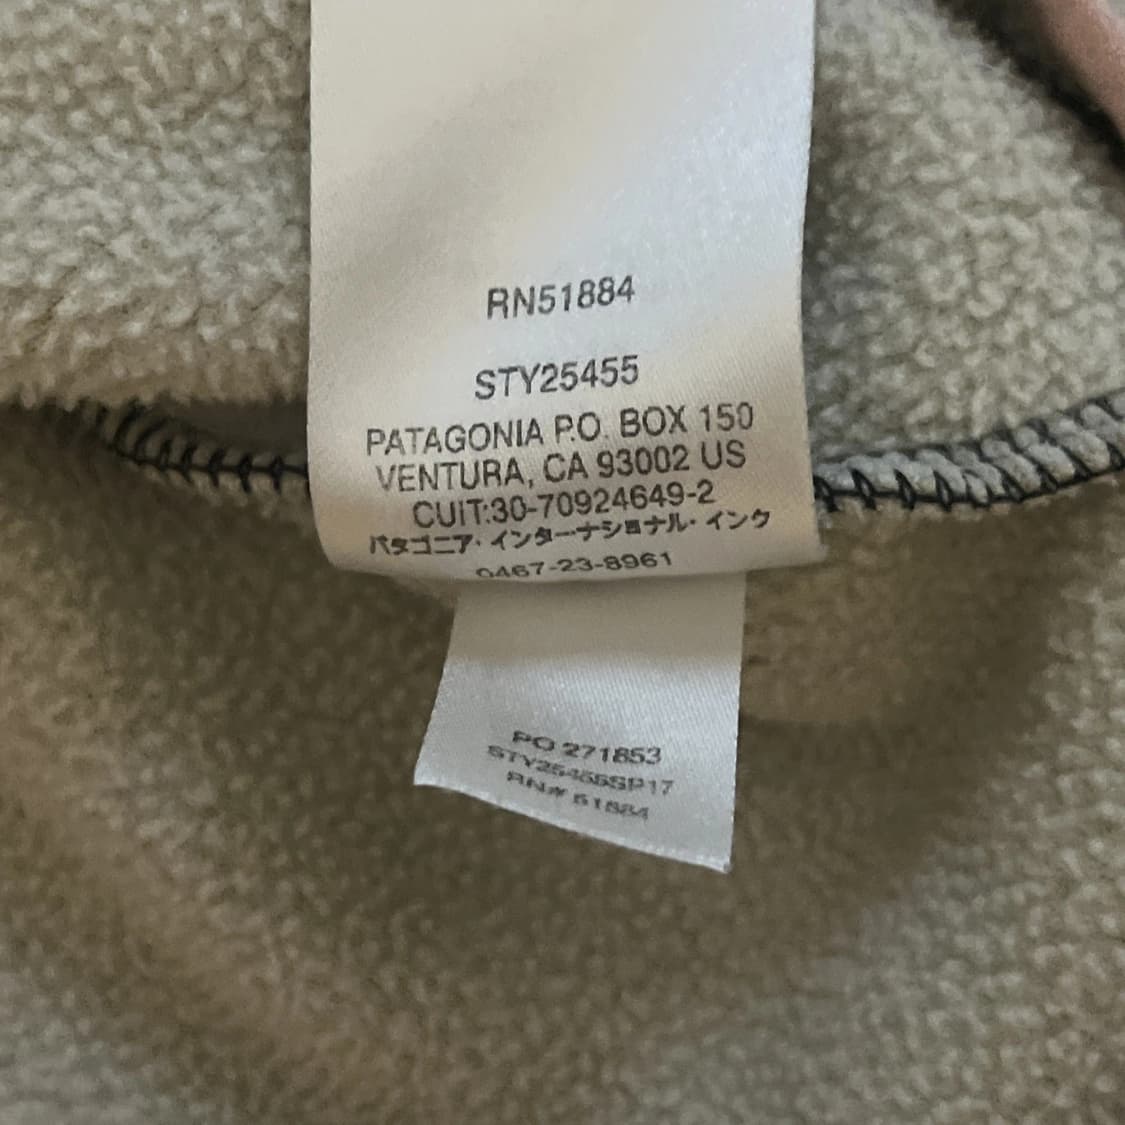 RN51884
STY25455
PATAGONIA P.O. BOX 150
VENTURA, CA 93002 US
CUIT:30-70924649-2
パタゴニア・インターナショナル・インク
0467-23-8961
PO 271853
STY25455SP17
RN# 51884